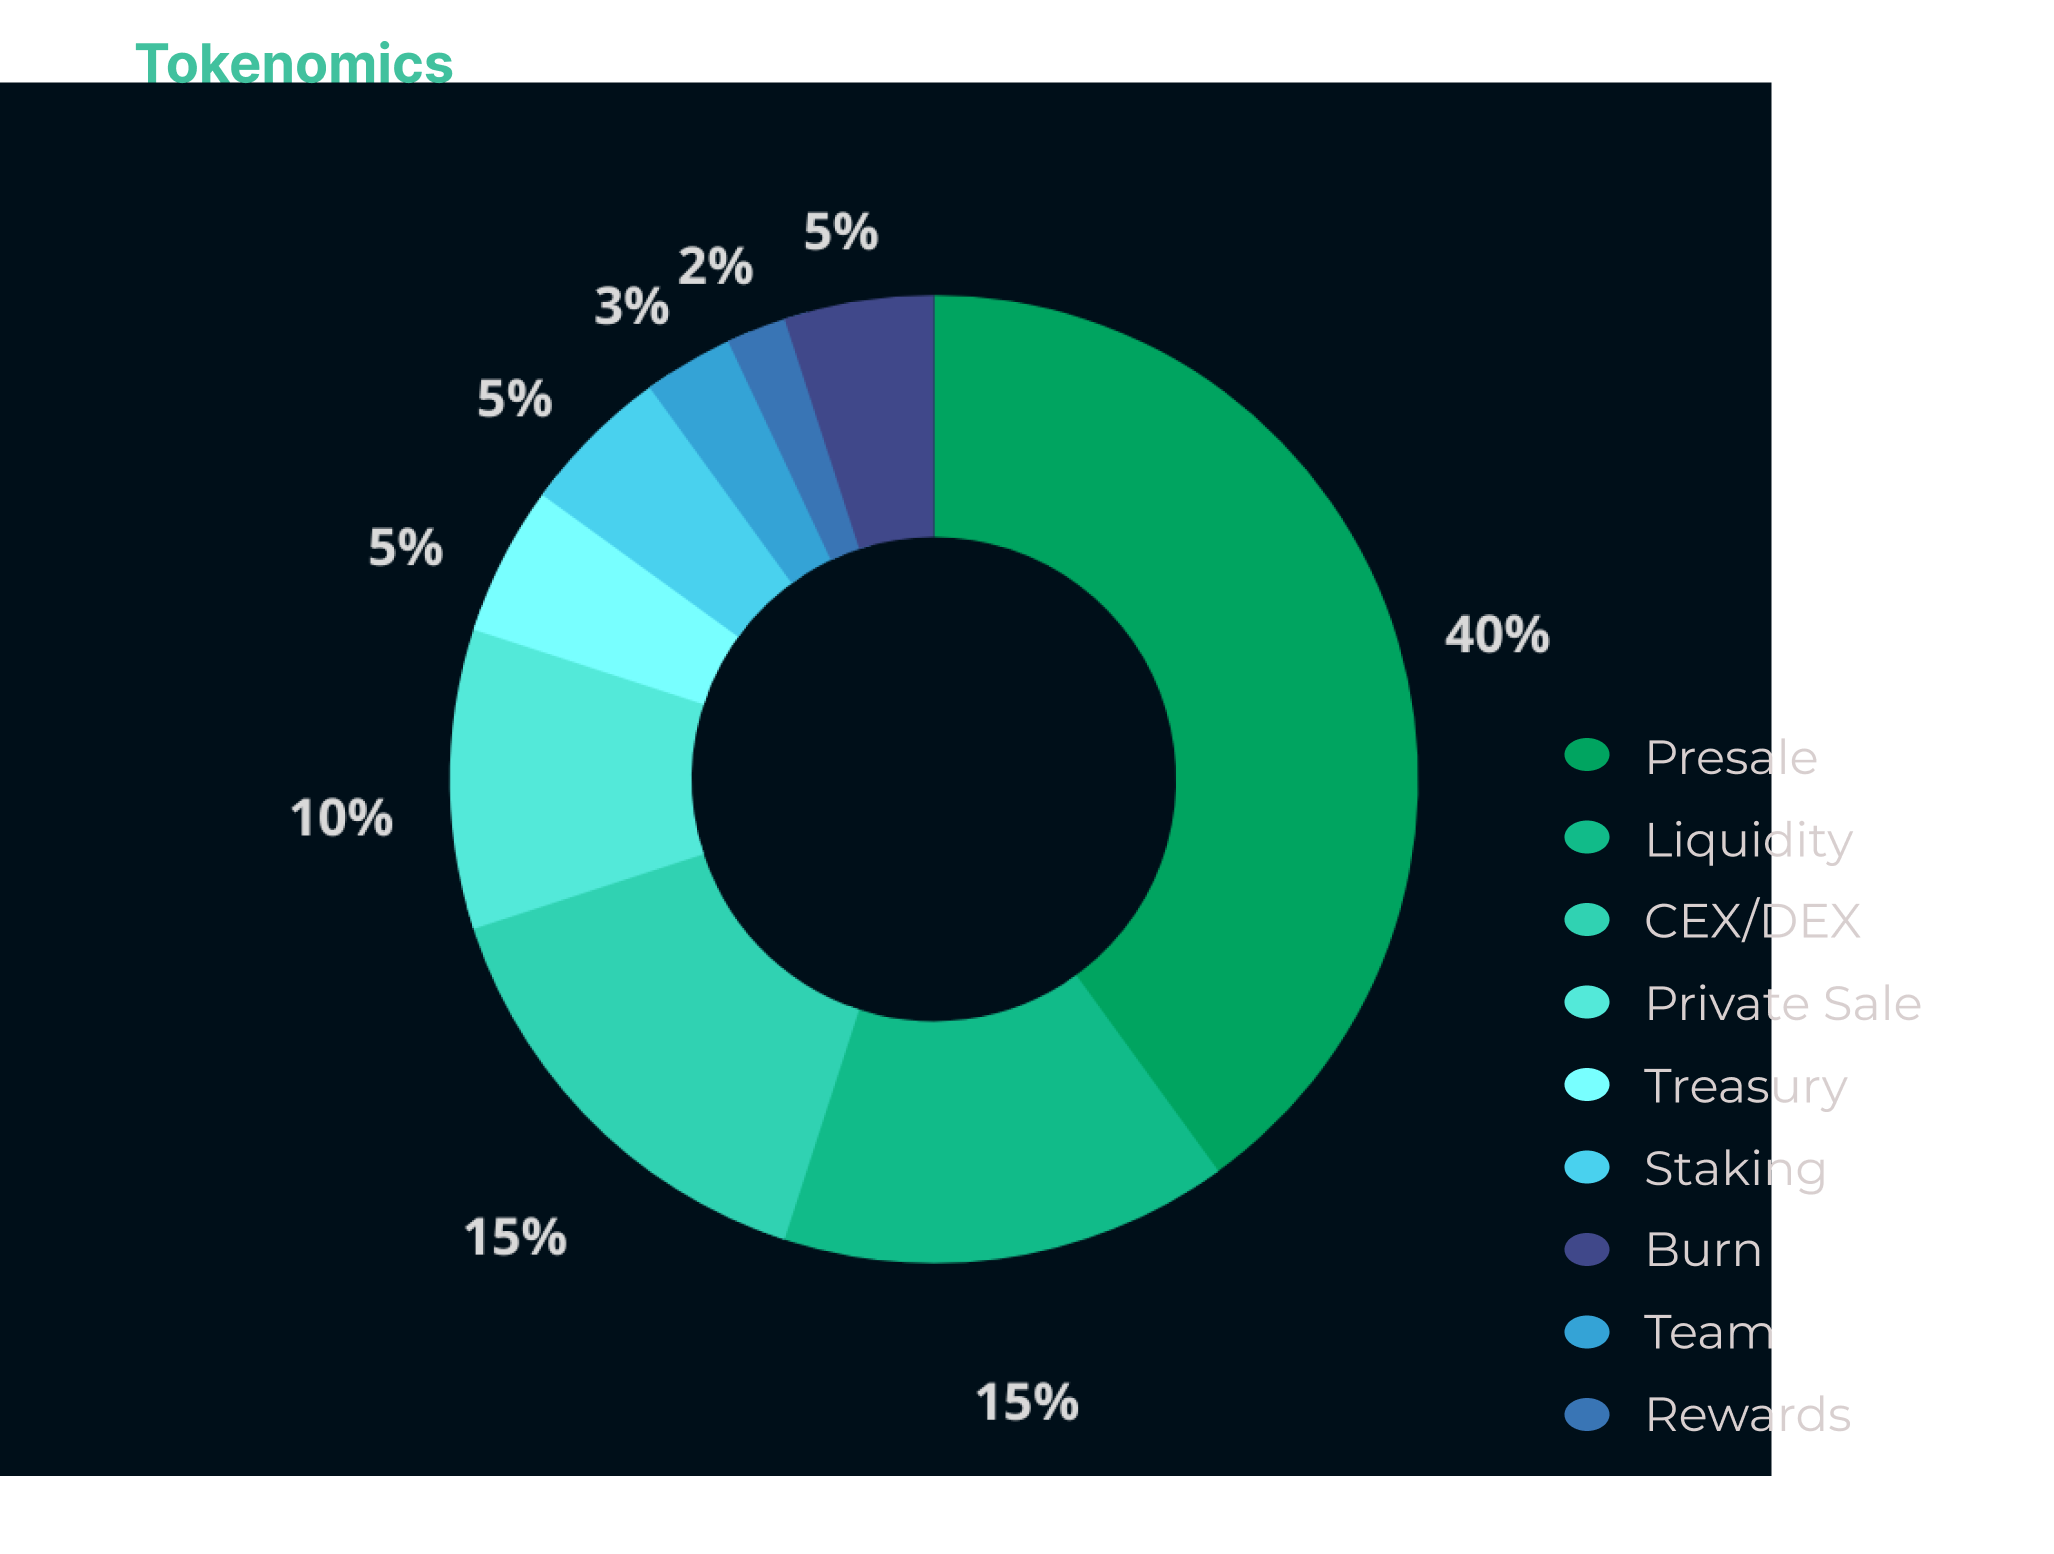 Tokenomics
5%
2%
3%
5%
5%
40%
10%
15%
15%
Presale
Liquidity
CEX/DEX
Private Sale
Treasury
Staking
Burn
Team
Rewards